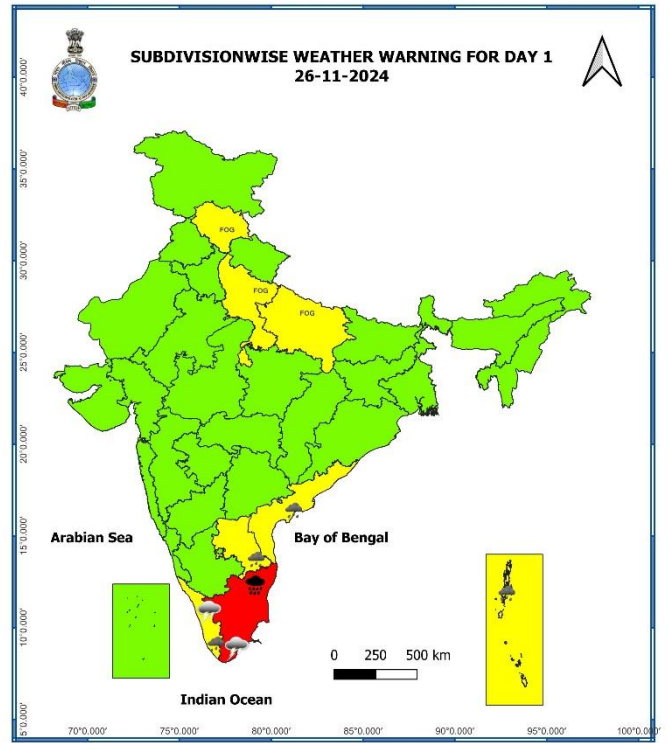 SUBDIVISIONWISE WEATHER WARNING FOR DAY 1
26-11-2024
40°0.000'
35°0.000'
30°0.000'
25°0.000'
20°0.000'
15°0.000'
10°0.000'
5°0.000'
FOG
FOG
FOG
Arabian Sea
Bay of Bengal
0 250 500 km
Indian Ocean
70°0.000' 75°0.000' 80°0.000' 85°0.000' 90°0.000' 95°0.000' 100°0.000'